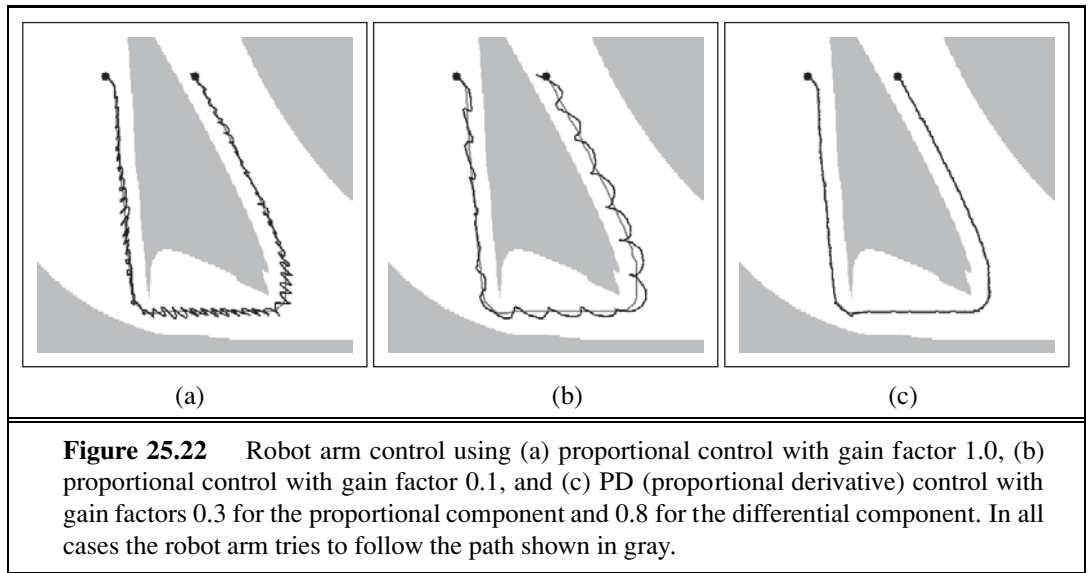 (a) (b) (c)
Figure 25.22 Robot arm control using (a) proportional control with gain factor 1.0, (b)
proportional control with gain factor 0.1, and (c) PD (proportional derivative) control with
gain factors 0.3 for the proportional component and 0.8 for the differential component. In all
cases the robot arm tries to follow the path shown in gray.